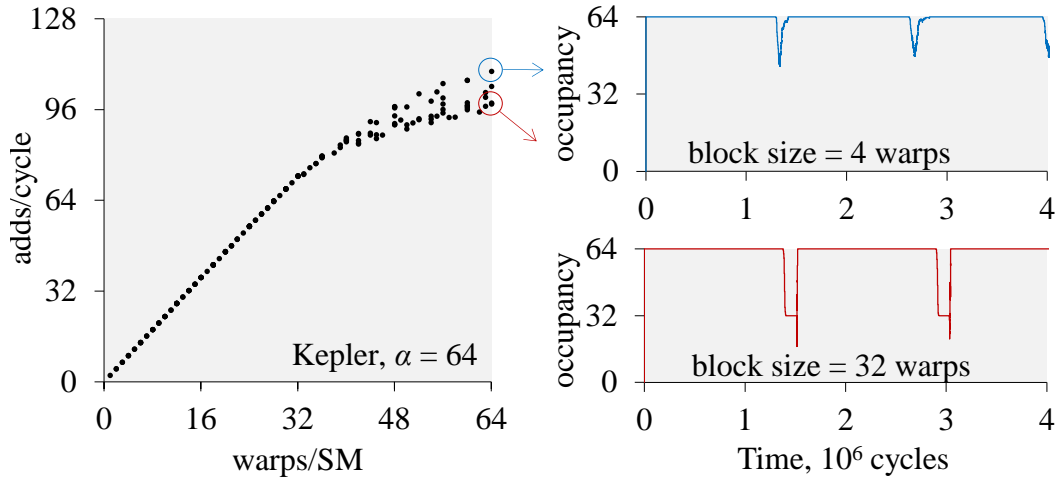 128
96
64
32
0
adds/cycle
Kepler, α = 64
0 16 32 48 64
warps/SM
64
32
0
occupancy
block size = 4 warps
0 1 2 3 4
64
32
0
occupancy
block size = 32 warps
0 1 2 3 4
Time, 10⁶ cycles